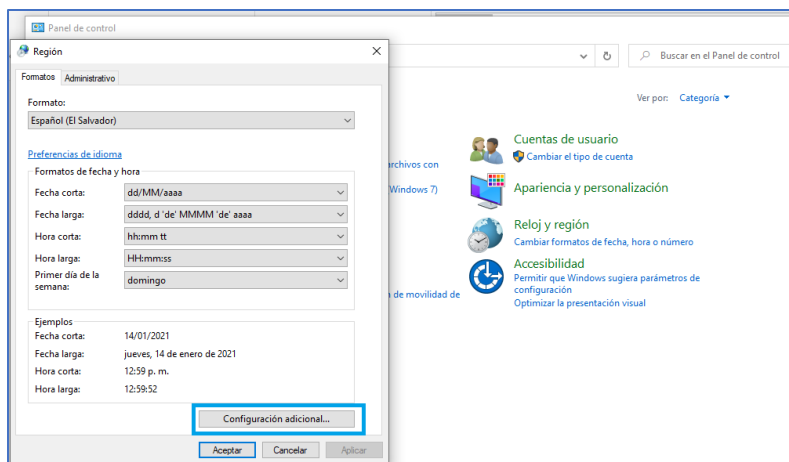 Panel de control
Región
Formatos Administrativo
Formato:
Español (El Salvador)
Preferencias de idioma
Formatos de fecha y hora
Fecha corta: dd/MM/aaaa
Fecha larga: dddd, d 'de' MMMM 'de' aaaa
Hora corta: hh:mm tt
Hora larga: HH:mm:ss
Primer día de la
semana: domingo
Ejemplos
Fecha corta: 14/01/2021
Fecha larga: jueves, 14 de enero de 2021
Hora corta: 12:59 p. m.
Hora larga: 12:59:52
Configuración adicional...
Aceptar Cancelar Aplicar
Buscar en el Panel de control
Ver por: Categoría
archivos con
Windows 7)
n de movilidad de
Cuentas de usuario
Cambiar el tipo de cuenta
Apariencia y personalización
Reloj y región
Cambiar formatos de fecha, hora o número
Accesibilidad
Permitir que Windows sugiera parámetros de
configuración
Optimizar la presentación visual